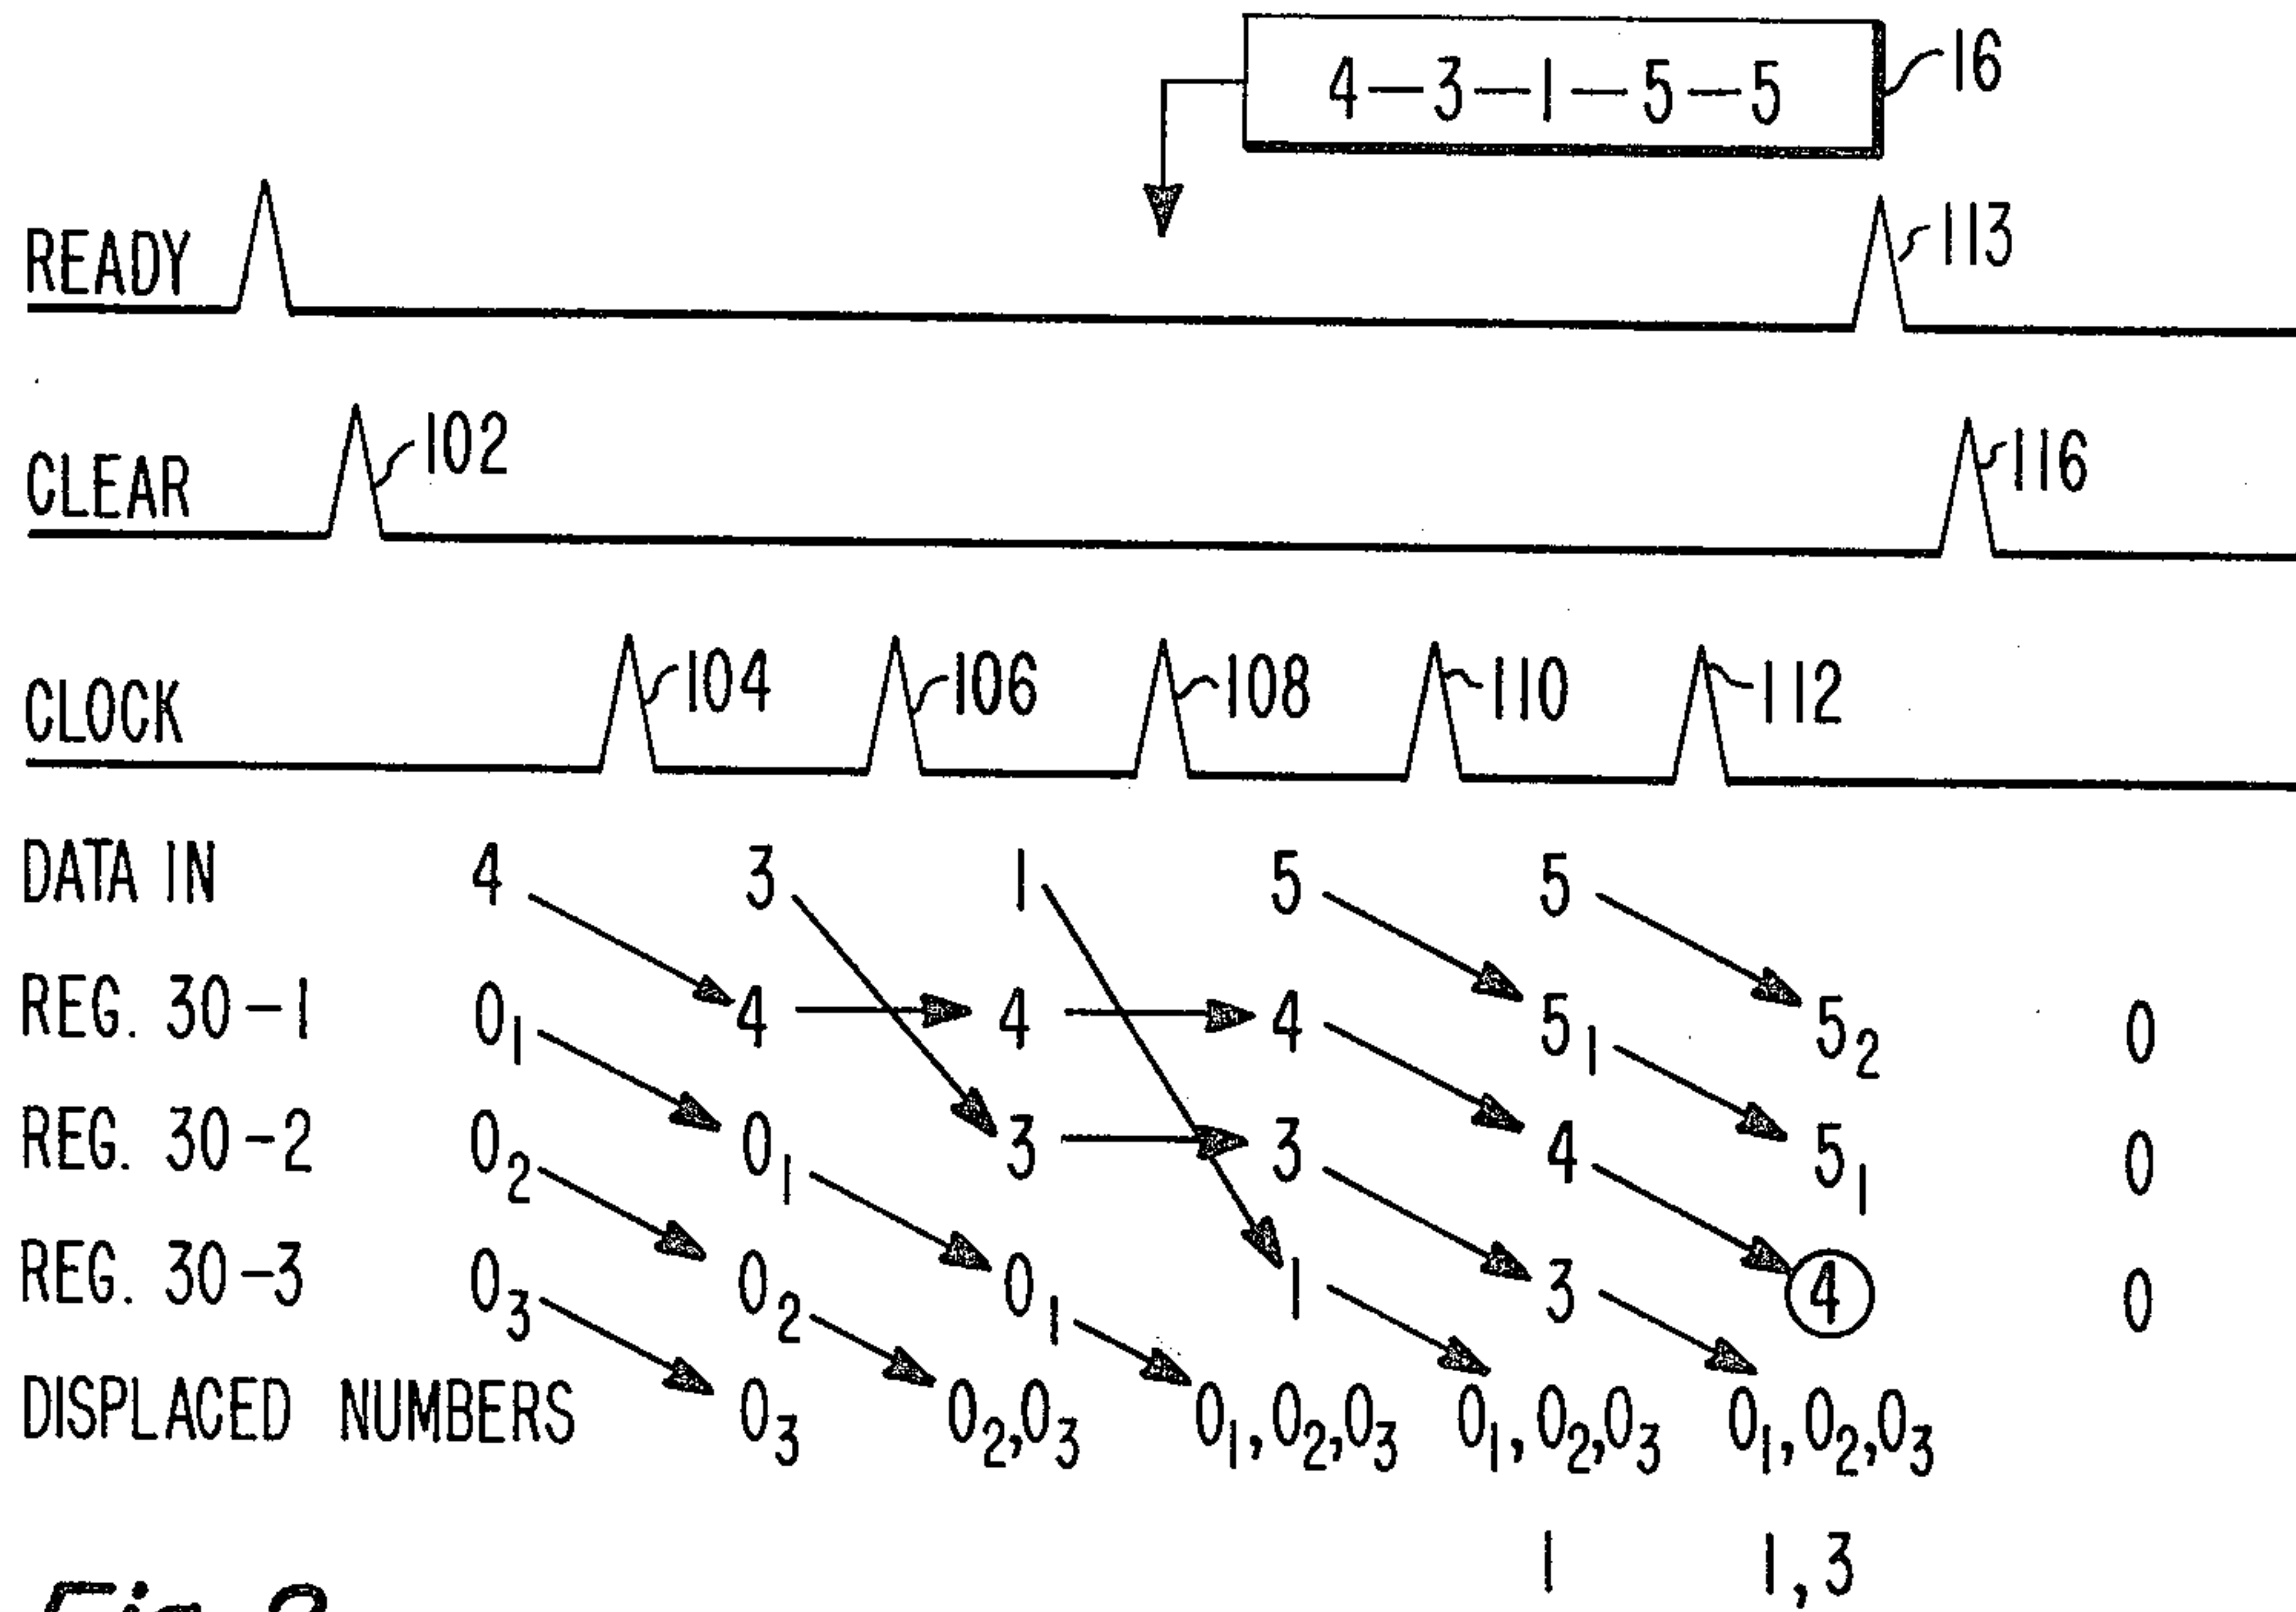 4—3—1—5—5 16
READY 113
CLEAR 102 116
CLOCK 104 106 108 110 112
DATA IN 4 3 1 5 5
REG. 30-1 0₁ 4 4 4 5₁ 5₂ 0
REG. 30-2 0₂ 0₁ 3 3 4 5₁ 0
REG. 30-3 0₃ 0₂ 0₁ 1 3 4 0
DISPLACED NUMBERS 0₃ 0₂,0₃ 0₁,0₂,0₃ 0₁,0₂,0₃ 0₁,0₂,0₃
1 1,3